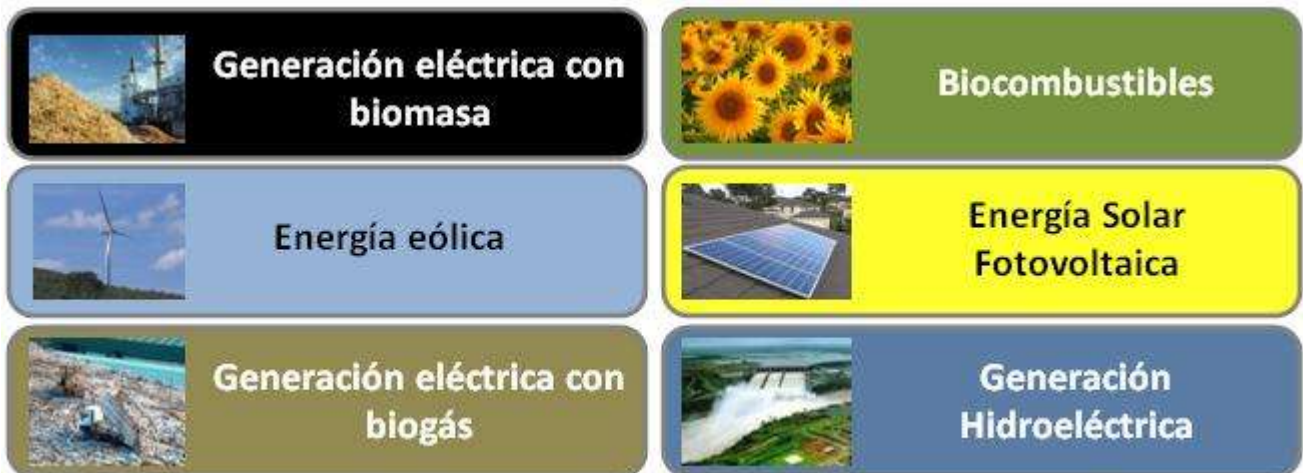 Generación eléctrica con
biomasa
Biocombustibles
Energía eólica
Energía Solar
Fotovoltaica
Generación eléctrica con
biogás
Generación
Hidroeléctrica